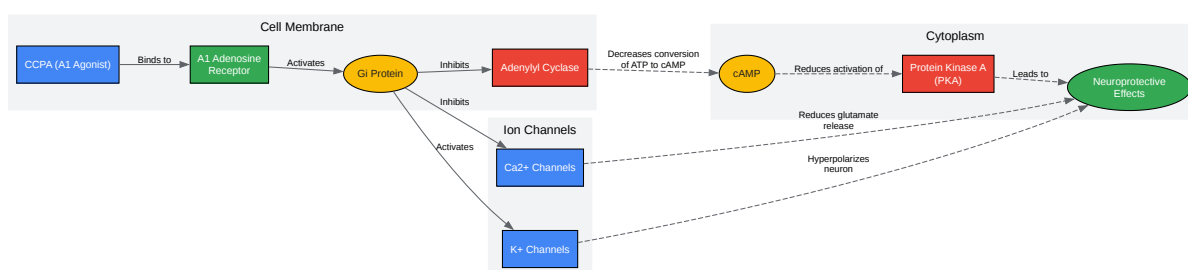 Cell Membrane
CCPA (A1 Agonist)
Binds to
A1 Adenosine
Receptor
Activates
Gi Protein
Inhibits
Adenylyl Cyclase
Decreases conversion
of ATP to cAMP
Cytoplasm
cAMP
Reduces activation of
Protein Kinase A
(PKA)
Leads to
Neuroprotective
Effects
Inhibits
Activates
Ion Channels
Ca2+ Channels
Reduces glutamate
release
K+ Channels
Hyperpolarizes
neuron